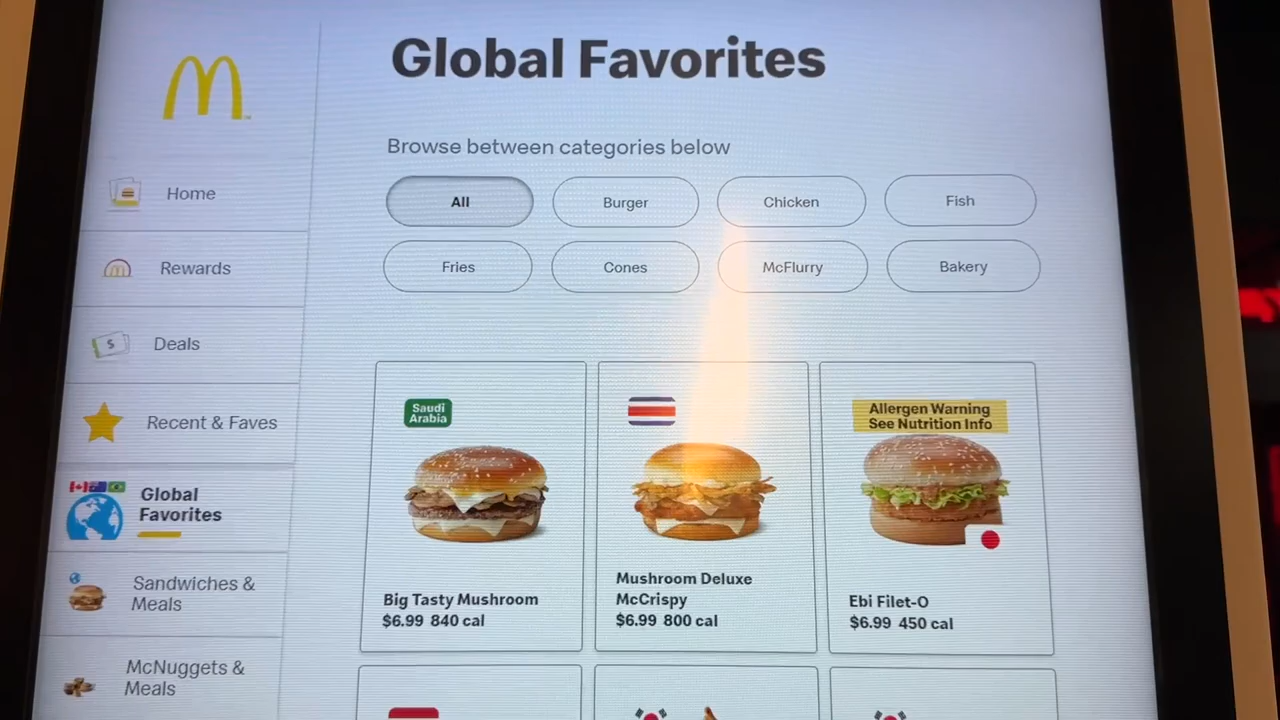 Global Favorites
Browse between categories below
All
Burger
Chicken
Fish
Fries
Cones
McFlurry
Bakery
Home
Rewards
Deals
Recent & Faves
Global
Favorites
Sandwiches &
Meals
McNuggets &
Meals
Saudi
Arabia
Big Tasty Mushroom
$6.99 840 cal
Mushroom Deluxe
McCrispy
$6.99 800 cal
Allergen Warning
See Nutrition Info
Ebi Filet-O
$6.99 450 cal